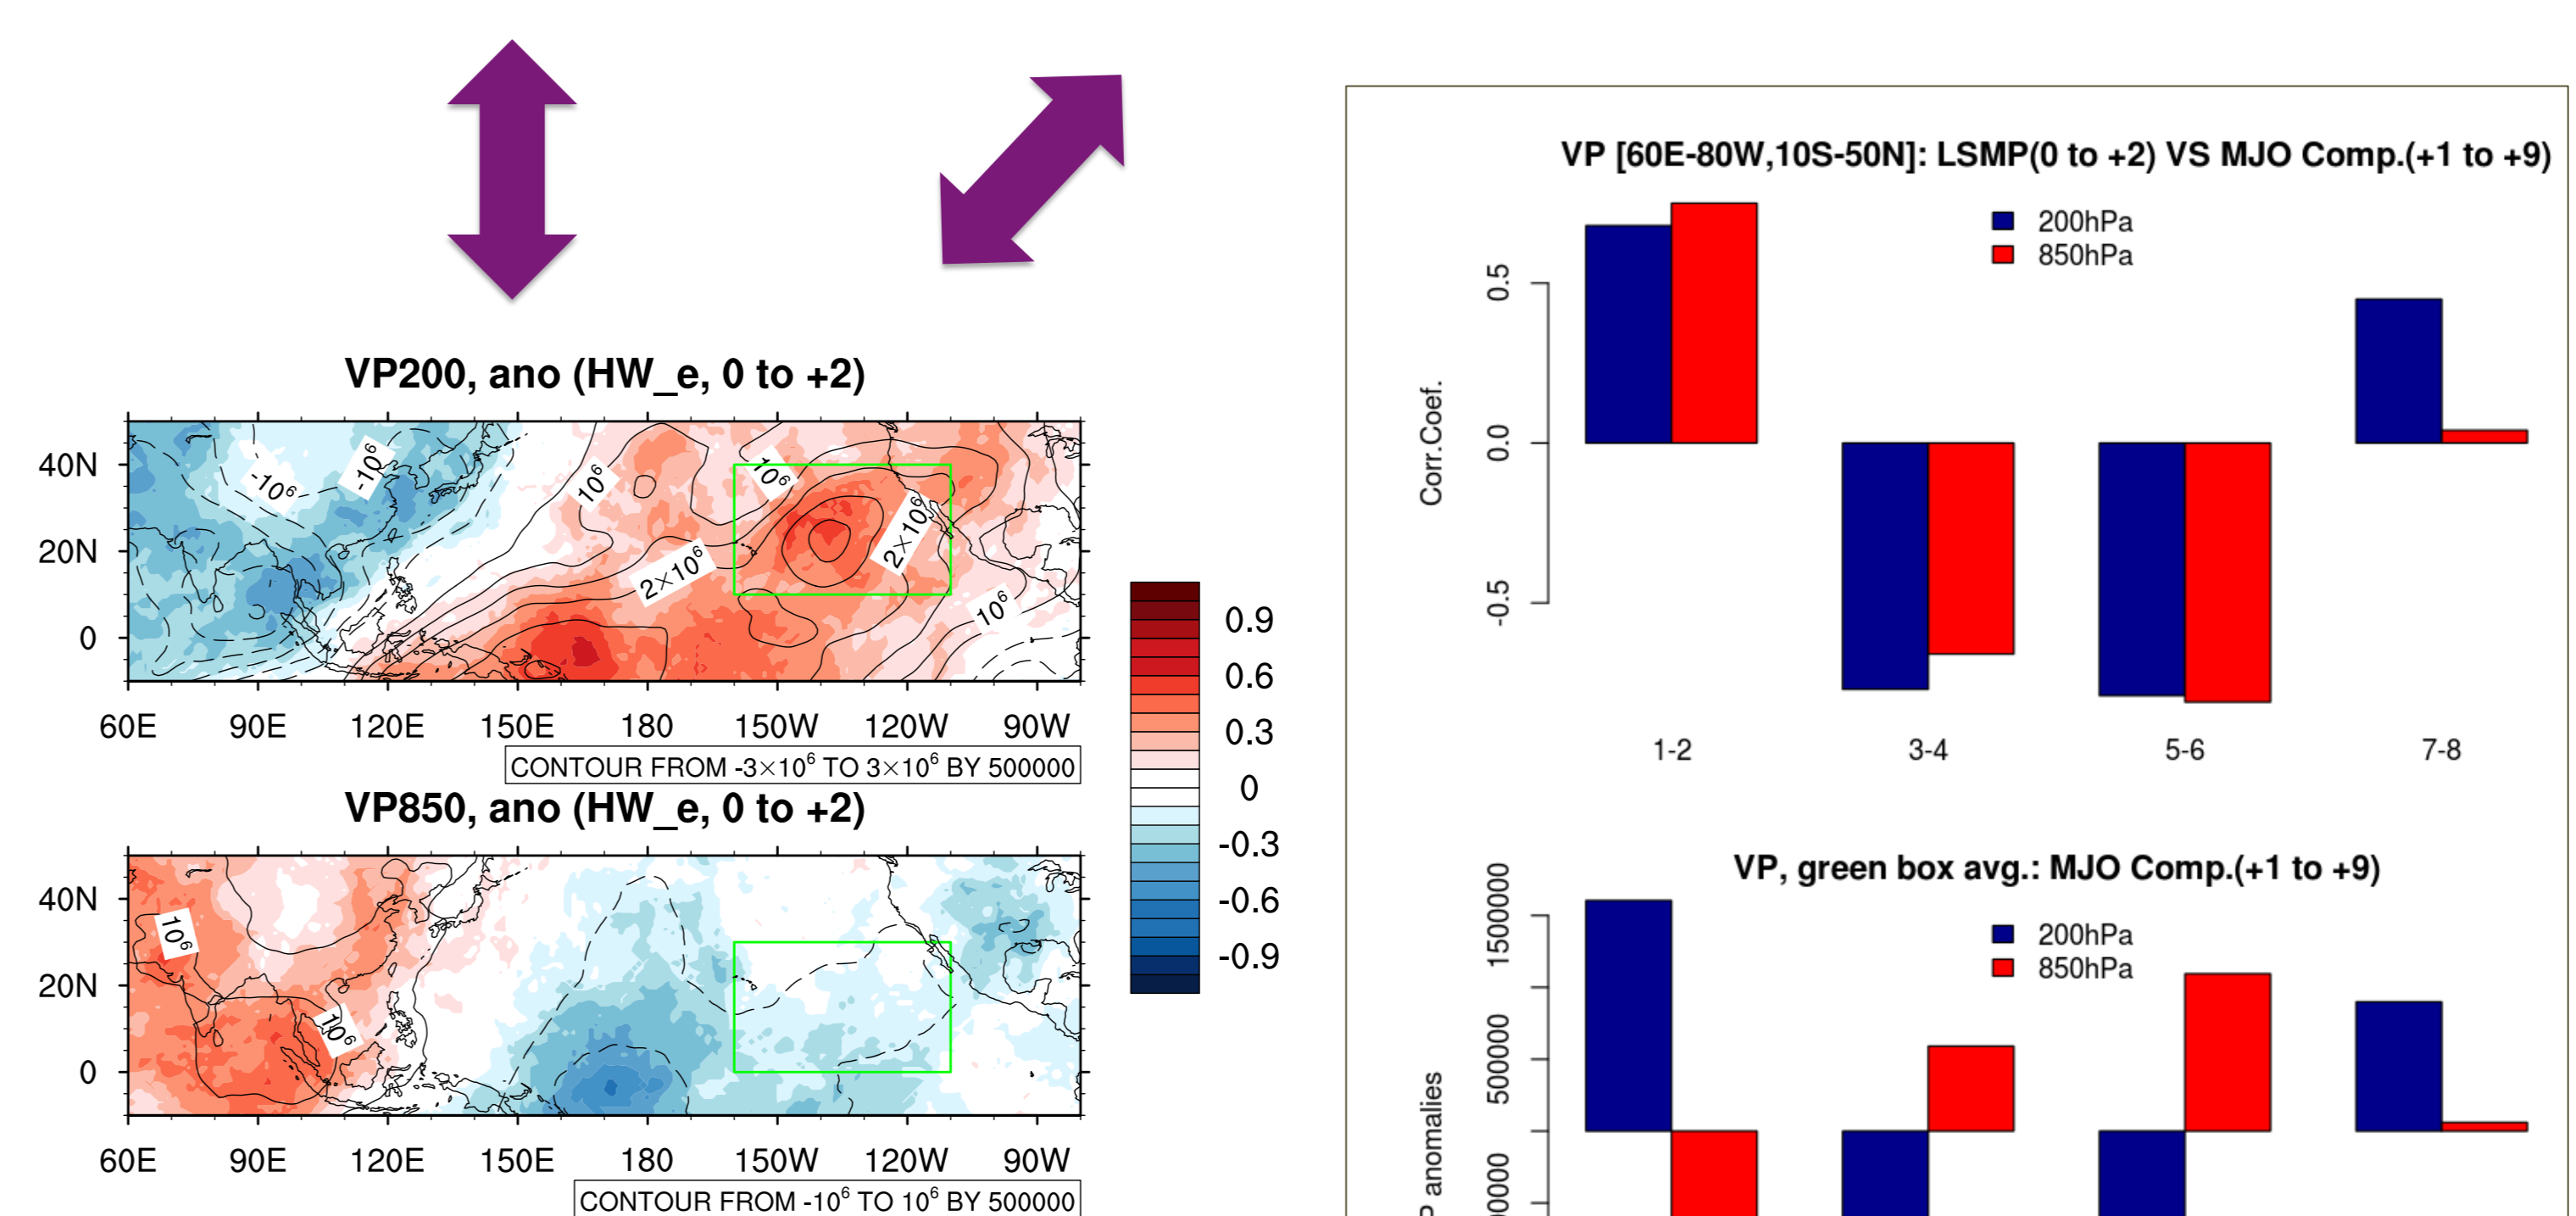 VP200, ano (HW_e, 0 to +2)
-10⁶
-10⁶
10⁶
10⁶
2×10⁶
2×10⁶
10⁶
40N
20N
0
60E 90E 120E 150E 180 150W 120W 90W
CONTOUR FROM -3×10⁶ TO 3×10⁶ BY 500000
VP850, ano (HW_e, 0 to +2)
10⁶
10⁶
40N
20N
0
60E 90E 120E 150E 180 150W 120W 90W
CONTOUR FROM -10⁶ TO 10⁶ BY 500000
0.9
0.6
0.3
0
-0.3
-0.6
-0.9
VP [60E-80W,10S-50N]: LSMP(0 to +2) VS MJO Comp.(+1 to +9)
200hPa
850hPa
Corr.Coef.
0.5
0.0
-0.5
1-2 3-4 5-6 7-8
VP, green box avg.: MJO Comp.(+1 to +9)
200hPa
850hPa
anomalies
1500000
500000